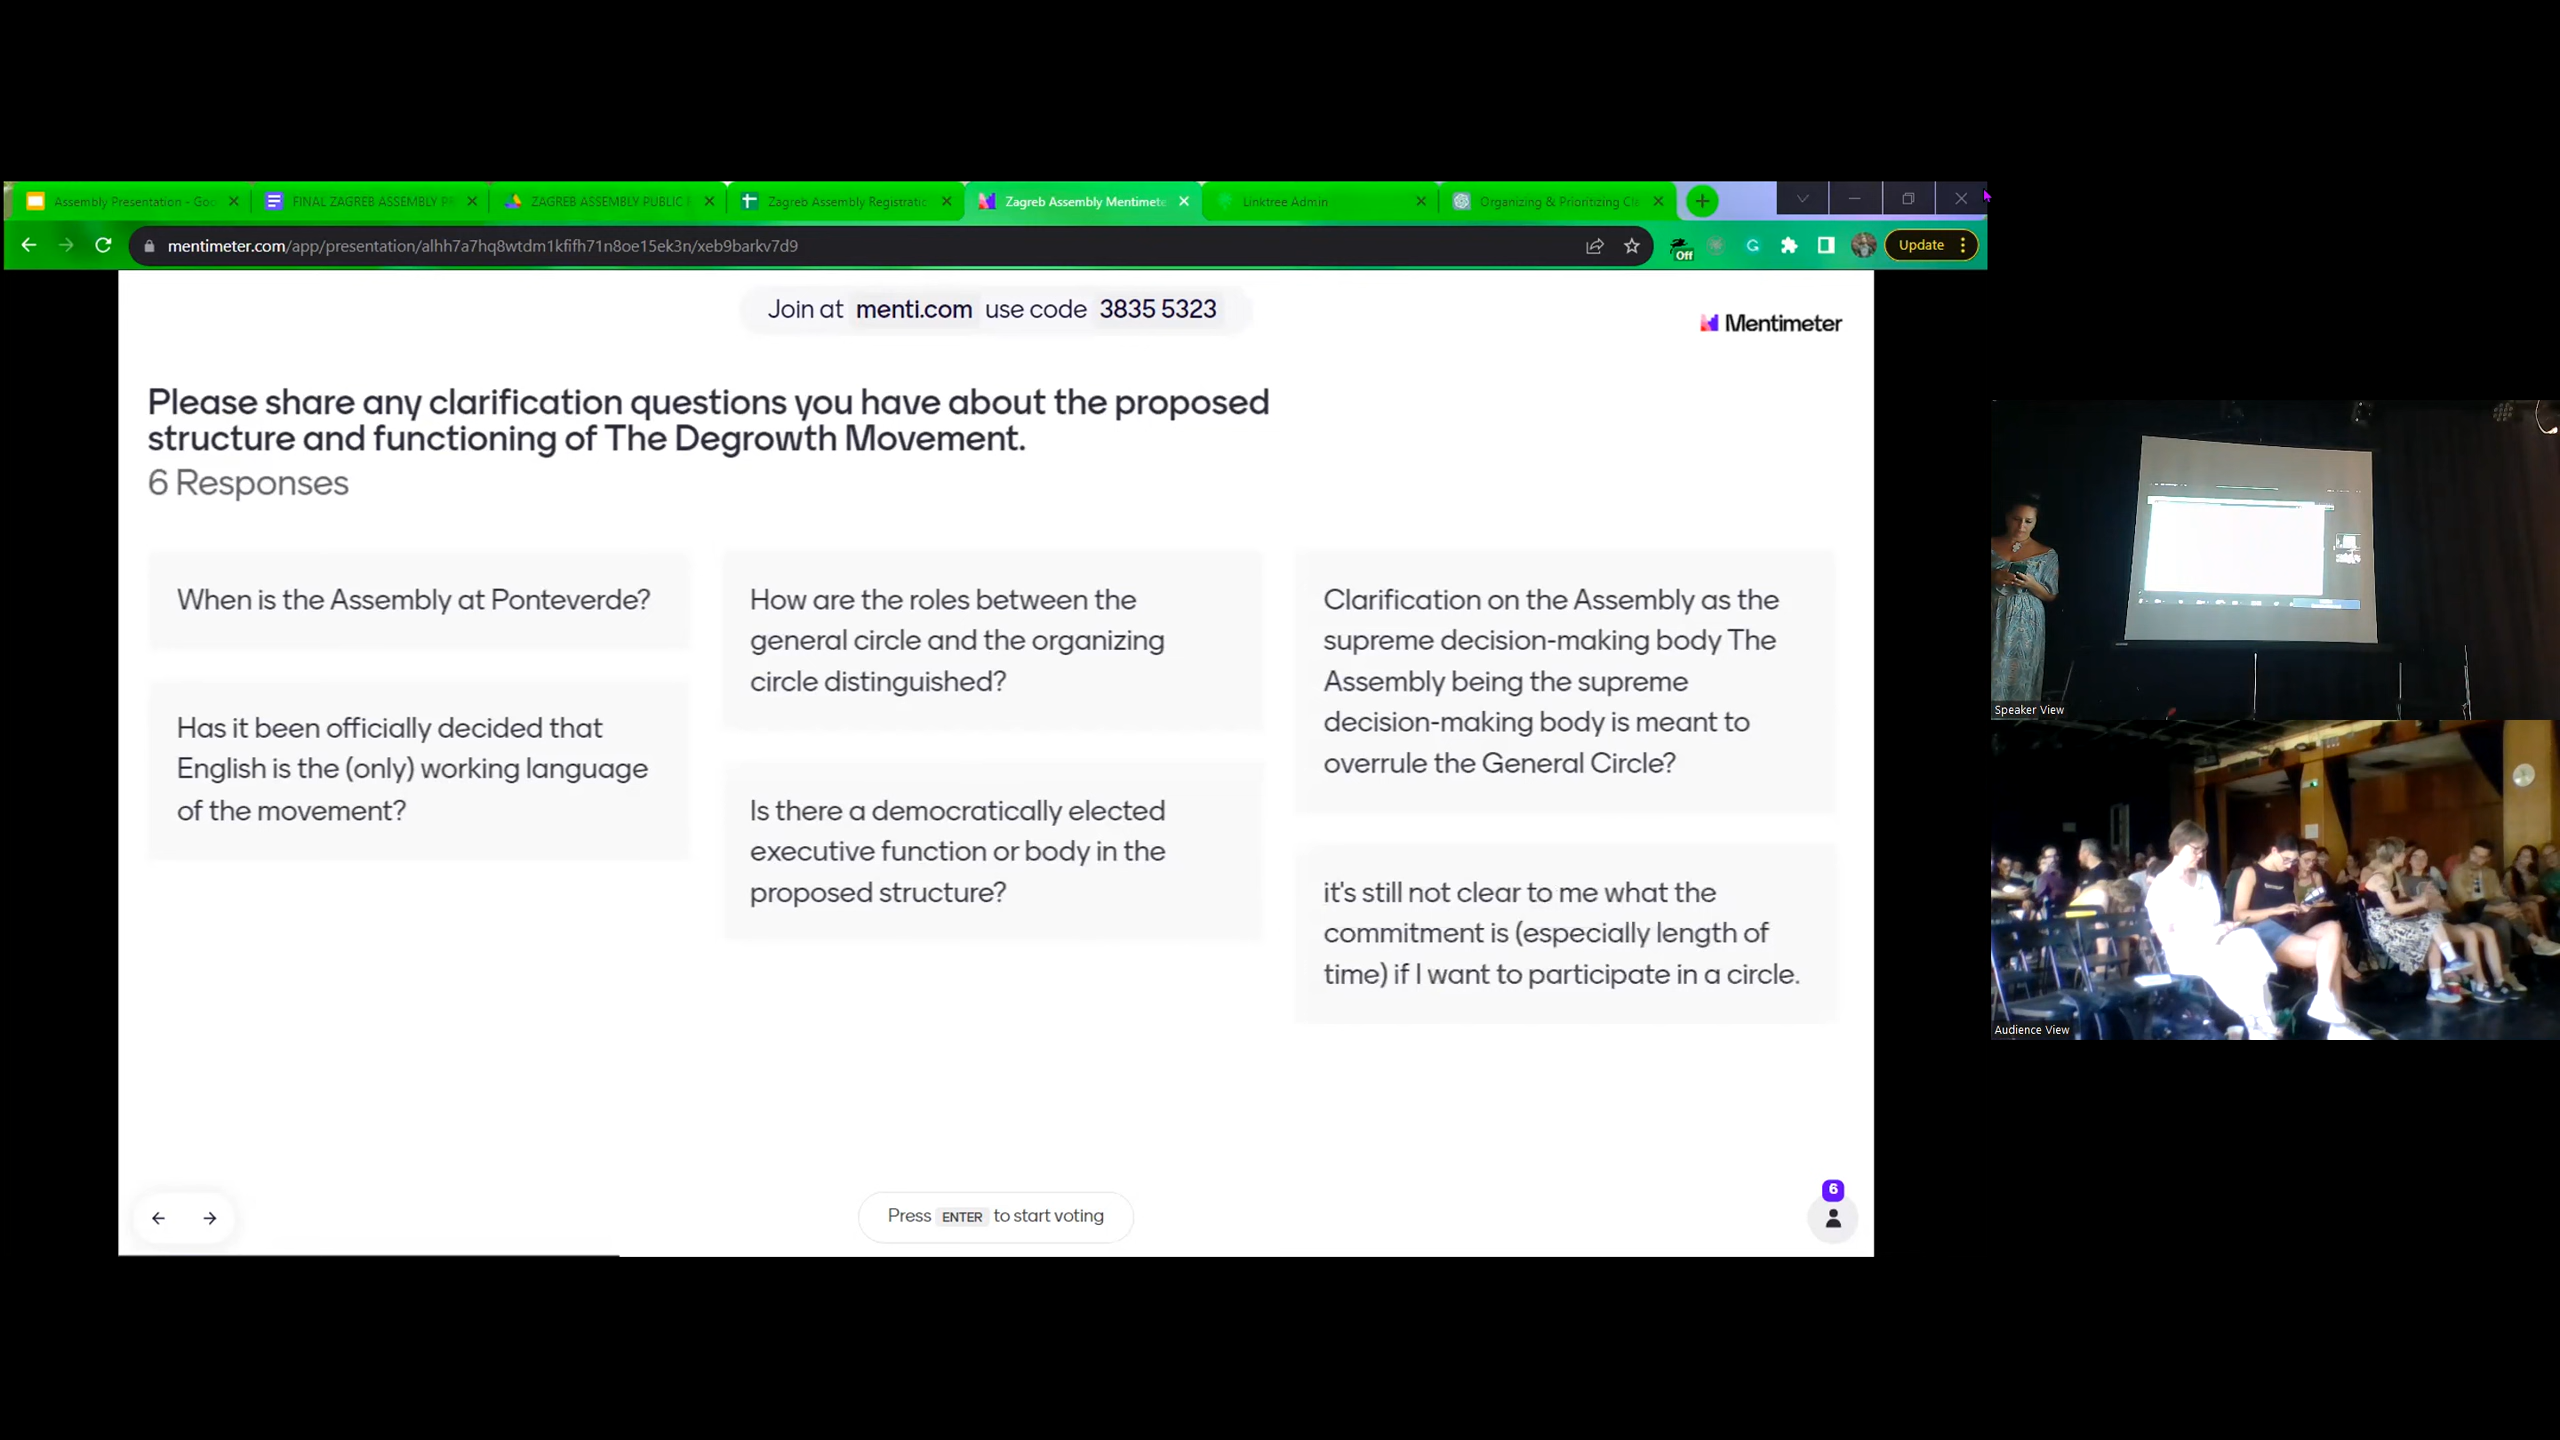 Assembly Presentation - Goo
FINAL ZAGREB ASSEMBLY P
ZAGREB ASSEMBLY PUBLIC
Zagreb Assembly Registratic
Zagreb Assembly Mentimete
Linktree Admin
Organizing & Prioritizing Cl
mentimeter.com/app/presentation/alhh7a7hq8wtdm1kfifh71n8oe15ek3n/xeb9barkv7d9
Off
Update
Join at menti.com use code 3835 5323
Mentimeter
Please share any clarification questions you have about the proposed
structure and functioning of The Degrowth Movement.
6 Responses
When is the Assembly at Ponteverde?
Has it been officially decided that
English is the (only) working language
of the movement?
How are the roles between the
general circle and the organizing
circle distinguished?
Is there a democratically elected
executive function or body in the
proposed structure?
Clarification on the Assembly as the
supreme decision-making body The
Assembly being the supreme
decision-making body is meant to
overrule the General Circle?
it's still not clear to me what the
commitment is (especially length of
time) if I want to participate in a circle.
Press ENTER to start voting
6
Speaker View
Audience View